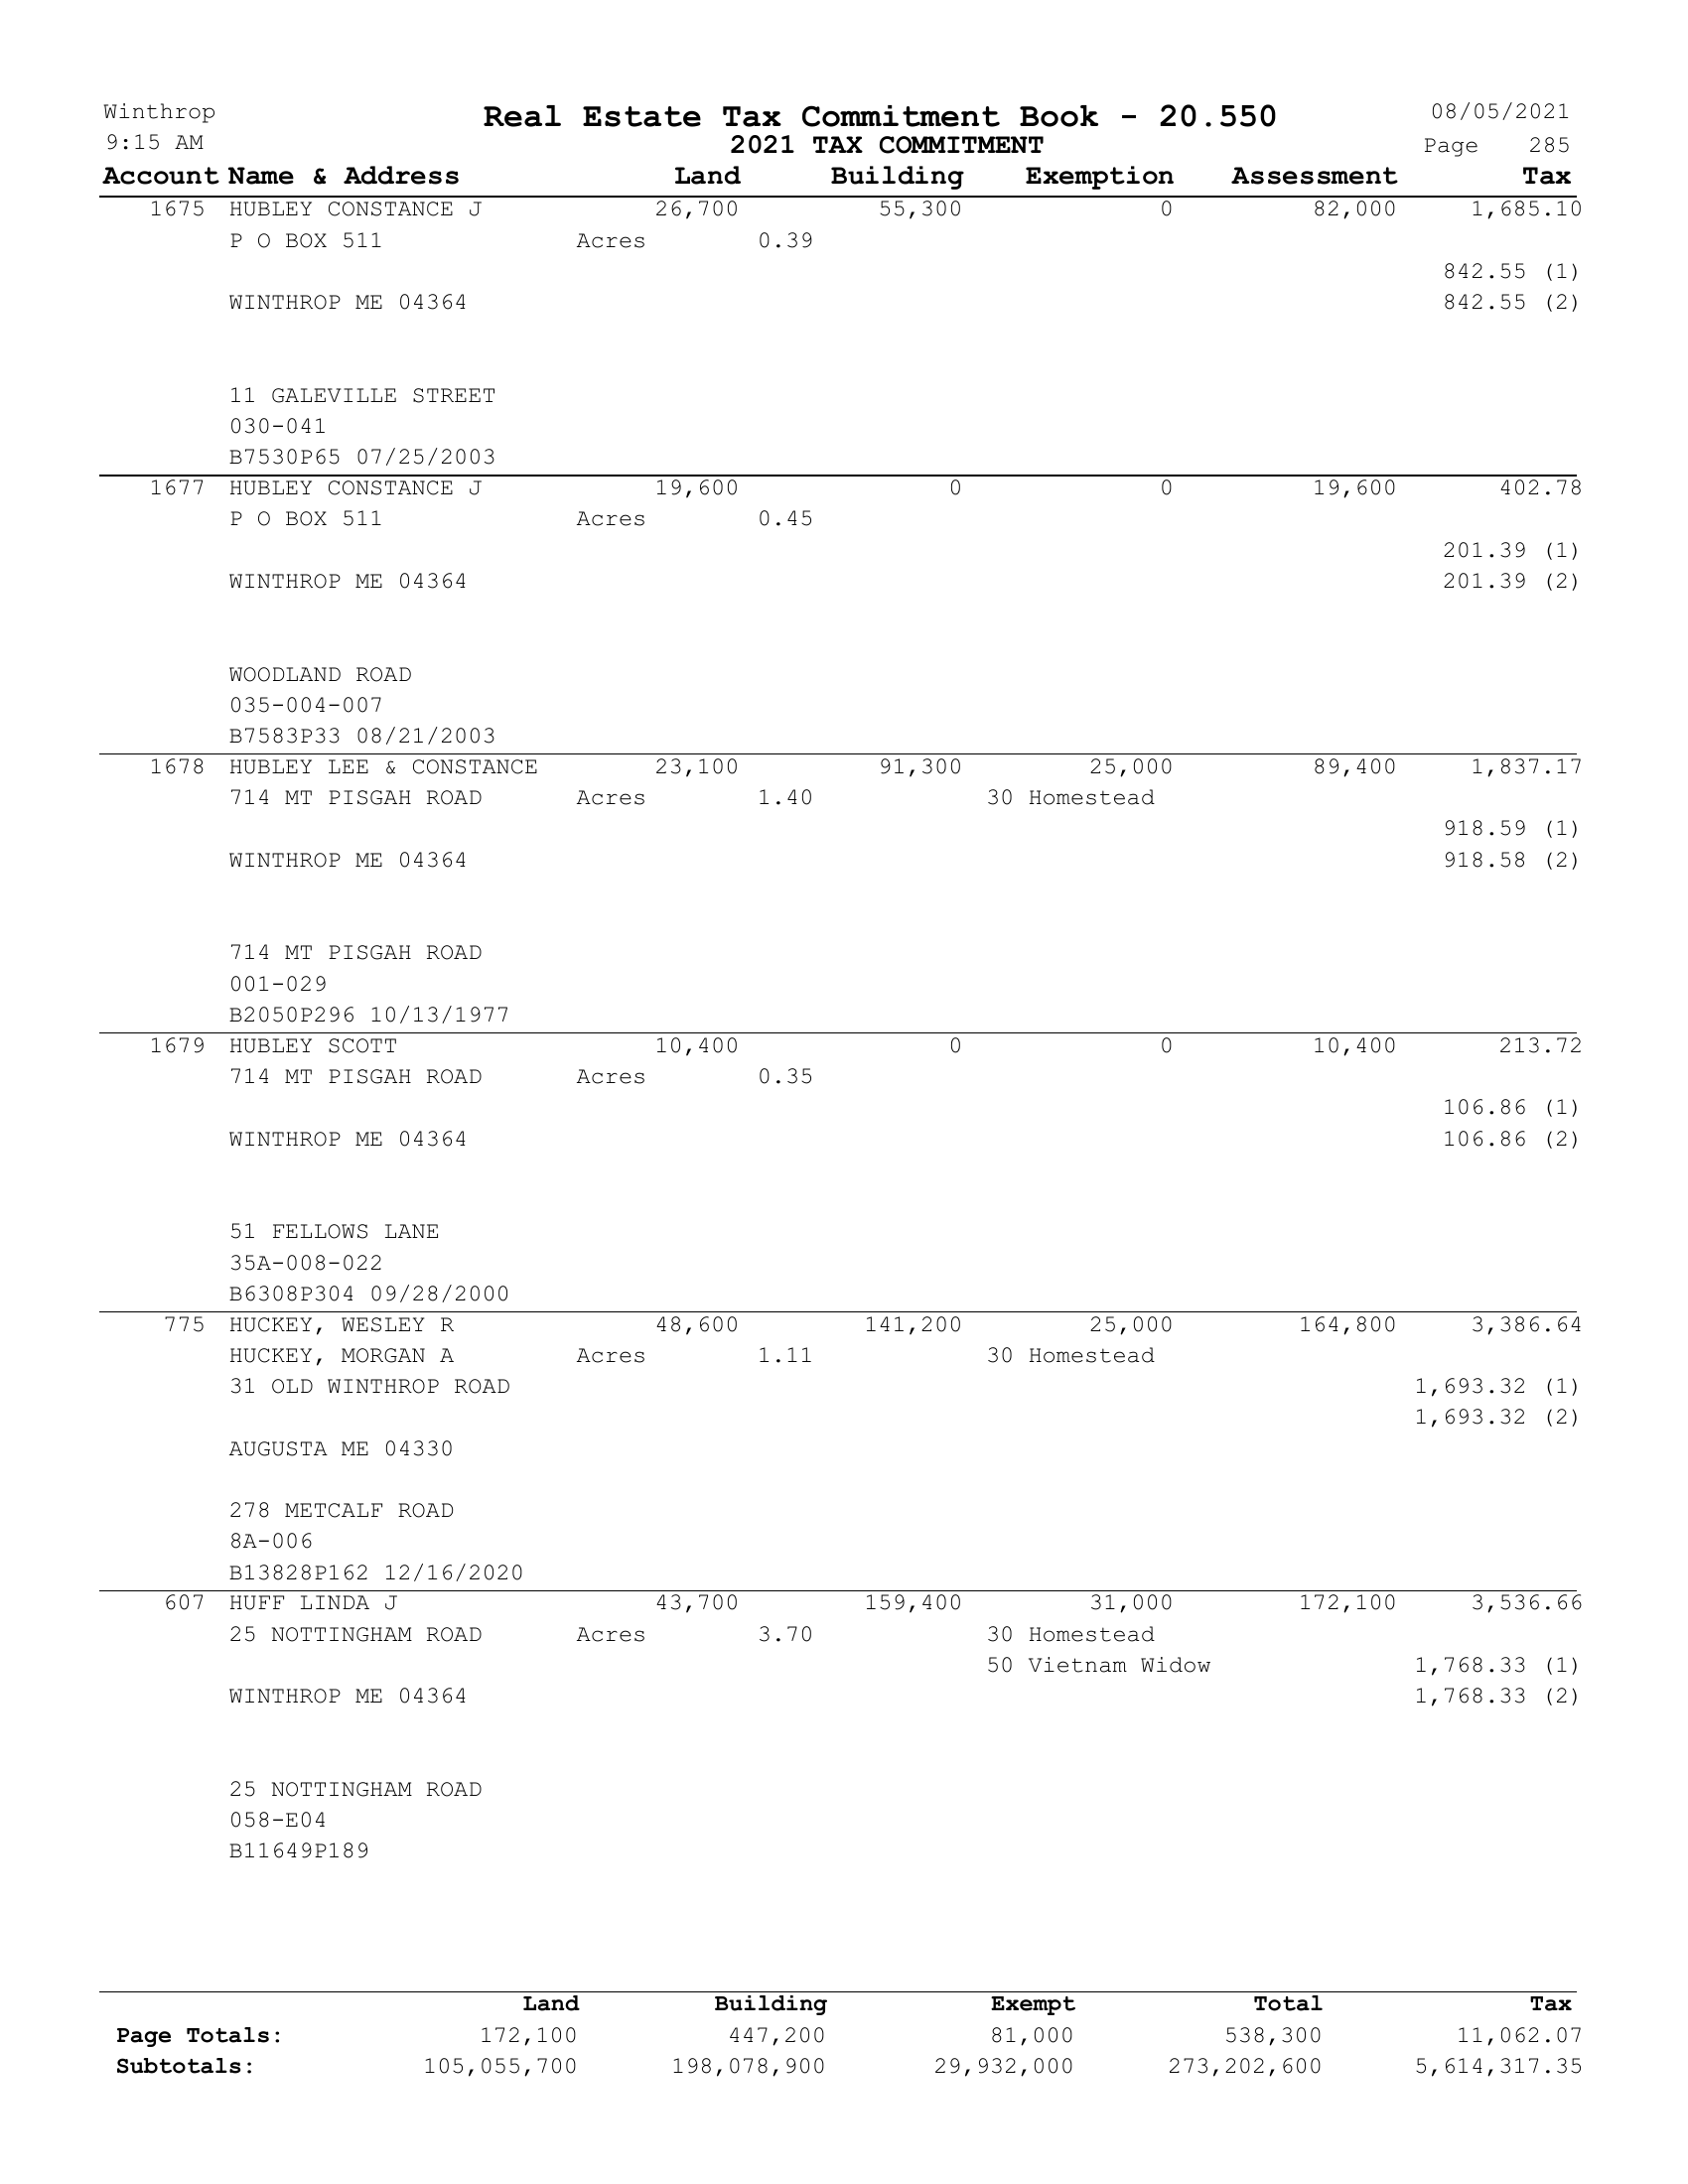 Winthrop Real Estate Tax Commitment Book - 20.550 08/05/2021
9:15 AM 2021 TAX COMMITMENT Page 285
Account Name & Address Land Building Exemption Assessment Tax
1675 HUBLEY CONSTANCE J 26,700 55,300 0 82,000 1,685.10
P O BOX 511 Acres 0.39
842.55 (1)
WINTHROP ME 04364 842.55 (2)
11 GALEVILLE STREET
030-041
B7530P65 07/25/2003
1677 HUBLEY CONSTANCE J 19,600 0 0 19,600 402.78
P O BOX 511 Acres 0.45
201.39 (1)
WINTHROP ME 04364 201.39 (2)
WOODLAND ROAD
035-004-007
B7583P33 08/21/2003
1678 HUBLEY LEE & CONSTANCE 23,100 91,300 25,000 89,400 1,837.17
714 MT PISGAH ROAD Acres 1.40 30 Homestead
918.59 (1)
WINTHROP ME 04364 918.58 (2)
714 MT PISGAH ROAD
001-029
B2050P296 10/13/1977
1679 HUBLEY SCOTT 10,400 0 0 10,400 213.72
714 MT PISGAH ROAD Acres 0.35
106.86 (1)
WINTHROP ME 04364 106.86 (2)
51 FELLOWS LANE
35A-008-022
B6308P304 09/28/2000
775 HUCKEY, WESLEY R 48,600 141,200 25,000 164,800 3,386.64
HUCKEY, MORGAN A Acres 1.11 30 Homestead
31 OLD WINTHROP ROAD 1,693.32 (1)
1,693.32 (2)
AUGUSTA ME 04330
278 METCALF ROAD
8A-006
B13828P162 12/16/2020
607 HUFF LINDA J 43,700 159,400 31,000 172,100 3,536.66
25 NOTTINGHAM ROAD Acres 3.70 30 Homestead
50 Vietnam Widow 1,768.33 (1)
WINTHROP ME 04364 1,768.33 (2)
25 NOTTINGHAM ROAD
058-E04
B11649P189
Land Building Exempt Total Tax
Page Totals: 172,100 447,200 81,000 538,300 11,062.07
Subtotals: 105,055,700 198,078,900 29,932,000 273,202,600 5,614,317.35